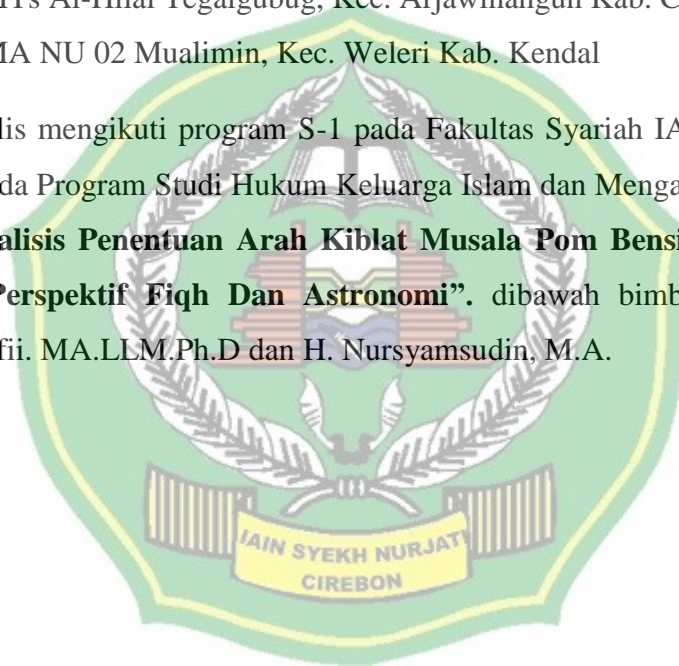 Al-Hilal Tegalgubug, Kec. Arjawinangun Kab. C
MA NU 02 Mualimin, Kec. Weleri Kab. Kendal
lis mengikuti program S-1 pada Fakultas Syariah IA
da Program Studi Hukum Keluarga Islam dan Menga
alisis Penentuan Arah Kiblat Musala Pom Bensi
Perspektif Fiqh Dan Astronomi”. dibawah bimb
fii. MA.LLM.Ph.D dan H. Nursyamsudin, M.A.
IAIN SYEKH NURJATI
CIREBON